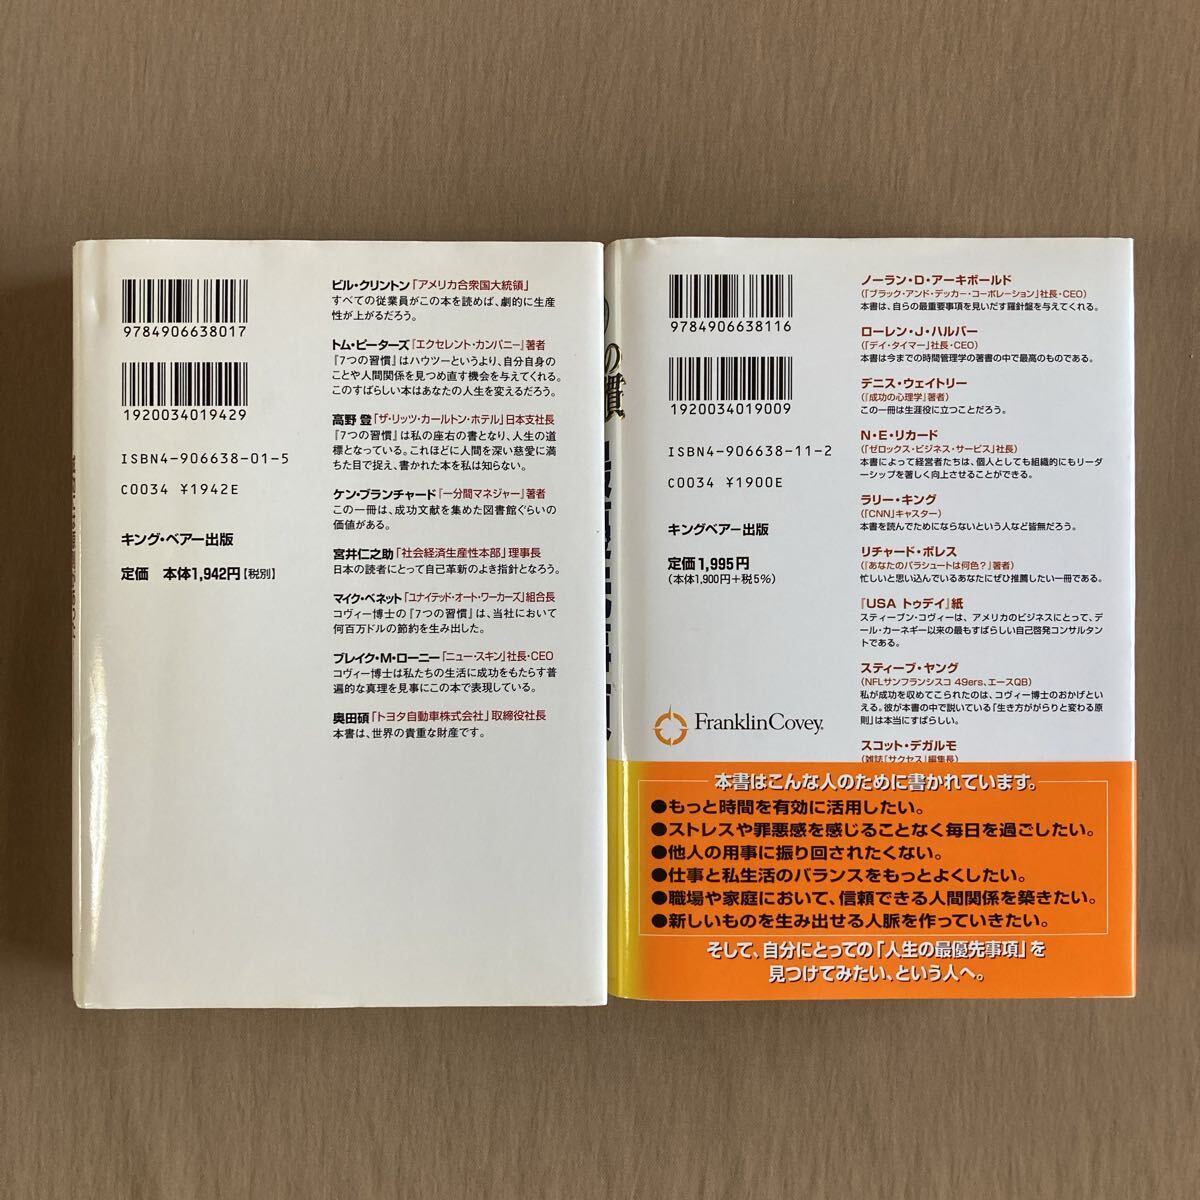 9784906638017
1920034019429
ISBN4-906638-01-5
C0034 ¥1942E
キング・ベアー出版
定価 本体1,942円【税別】
ビル・クリントン「アメリカ合衆国大統領」
すべての従業員がこの本を読めば、劇的に生産
性が上がるだろう。
トム・ピーターズ『エクセレント・カンパニー』著者
『7つの習慣』はハウツーというより、自分自身の
ことや人間関係を見つめ直す機会を与えてくれる。
このすばらしい本はあなたの人生を変えるだろう。
高野 登「ザ・リッツ・カールトン・ホテル」日本支社長
『7つの習慣』は私の座右の書となり、人生の道
標となっている。これほどに人間を深い慈愛に満
ちた目で捉え、書かれた本を私は知らない。
ケン・ブランチャード『一分間マネジャー』著者
この一冊は、成功文献を集めた図書館ぐらいの
価値がある。
宮井仁之助「社会経済生産性本部」理事長
日本の読者にとって自己革新のよき指針となろう。
マイク・ベネット「ユナイテッド・オート・ワーカーズ」組合長
コヴィー博士の『7つの習慣』は、当社において
何百万ドルの節約を生み出した。
ブレイク・M・ローニー「ニュー・スキン」社長・CEO
コヴィー博士は私たちの生活に成功をもたらす普
遍的な真理を見事にこの本で表現している。
奥田碩「トヨタ自動車株式会社」取締役社長
本書は、世界の貴重な財産です。
の
慣
9784906638116
1920034019009
ISBN4-906638-11-2
C0034 ¥1900E
キングベアー出版
定価1,995円
(本体1,900円+税5%)
FranklinCovey.
ノーラン・D・アーキボールド
(「ブラック・アンド・デッカー・コーポレーション」社長・CEO)
本書は、自らの最重要事項を見いだす羅針盤を与えてくれる。
ローレン・J・ハルバー
(「デイ・タイマー」社長・CEO)
本書は今までの時間管理学の著書の中で最高のものである。
デニス・ウェイトリー
(『成功の心理学』著者)
この一冊は生涯役に立つことだろう。
N・E・リカード
(「ゼロックス・ビジネス・サービス」社長)
本書によって経営者たちは、個人としても組織的にもリーダ
ーシップを著しく向上させることができる。
ラリー・キング
(「CNN」キャスター)
本書を読んでためにならないという人など皆無だろう。
リチャード・ボレス
(『あなたのパラシュートは何色?』著者)
忙しいと思い込んでいるあなたにぜひ推薦したい一冊である。
『USA トゥデイ』紙
スティーブン・コヴィーは、アメリカのビジネスにとって、デ
ール・カーネギー以来の最もすばらしい自己啓発コンサルタン
トである。
スティーブ・ヤング
(NFLサンフランシスコ 49ers、エースQB)
私が成功を収めてこられたのは、コヴィー博士のおかげとい
える。彼が本書の中で説いている「生き方ががらりと変わる原
則」は本当にすばらしい。
スコット・デガルモ
(雑誌「サクセス」編集長)
本書はこんな人のために書かれています。
●もっと時間を有効に活用したい。
●ストレスや罪悪感を感じることなく毎日を過ごしたい。
●他人の用事に振り回されたくない。
●仕事と私生活のバランスをもっとよくしたい。
●職場や家庭において、信頼できる人間関係を築きたい。
●新しいものを生み出せる人脈を作っていきたい。
そして、自分にとっての「人生の最優先事項」を
見つけてみたい、という人へ。